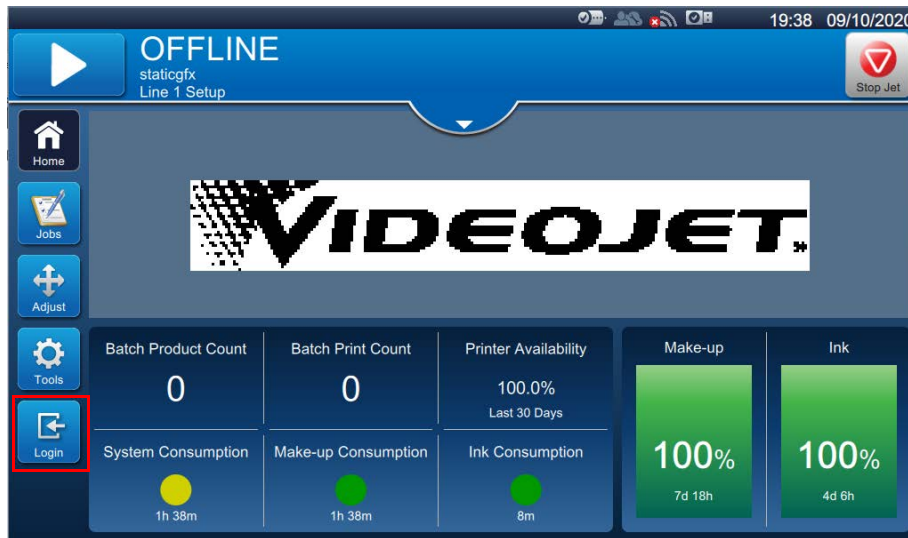 19:38 09/10/2020
OFFLINE
staticgfx
Line 1 Setup
Stop Jet
Home
Jobs
Adjust
Tools
Login
VIDEOJET
Batch Product Count
0
Batch Print Count
0
Printer Availability
100.0%
Last 30 Days
System Consumption
1h 38m
Make-up Consumption
1h 38m
Ink Consumption
8m
Make-up
100%
7d 18h
Ink
100%
4d 6h